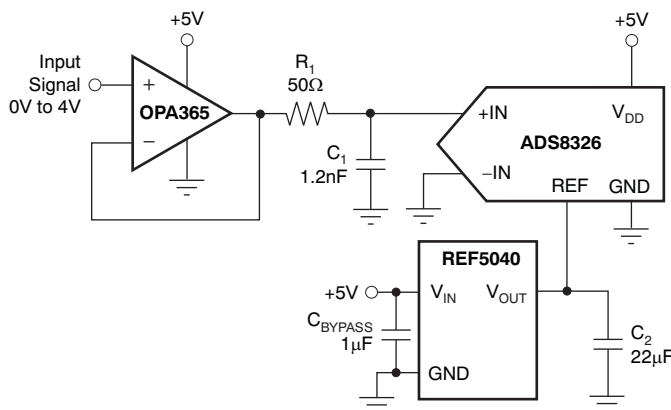 +5V
Input
Signal
0V to 4V
+
−
OPA365
R1
50Ω
C1
1.2nF
+5V
+IN
VDD
ADS8326
−IN
REF
GND
REF5040
+5V
VIN
VOUT
CBYPASS
1μF
GND
C2
22μF